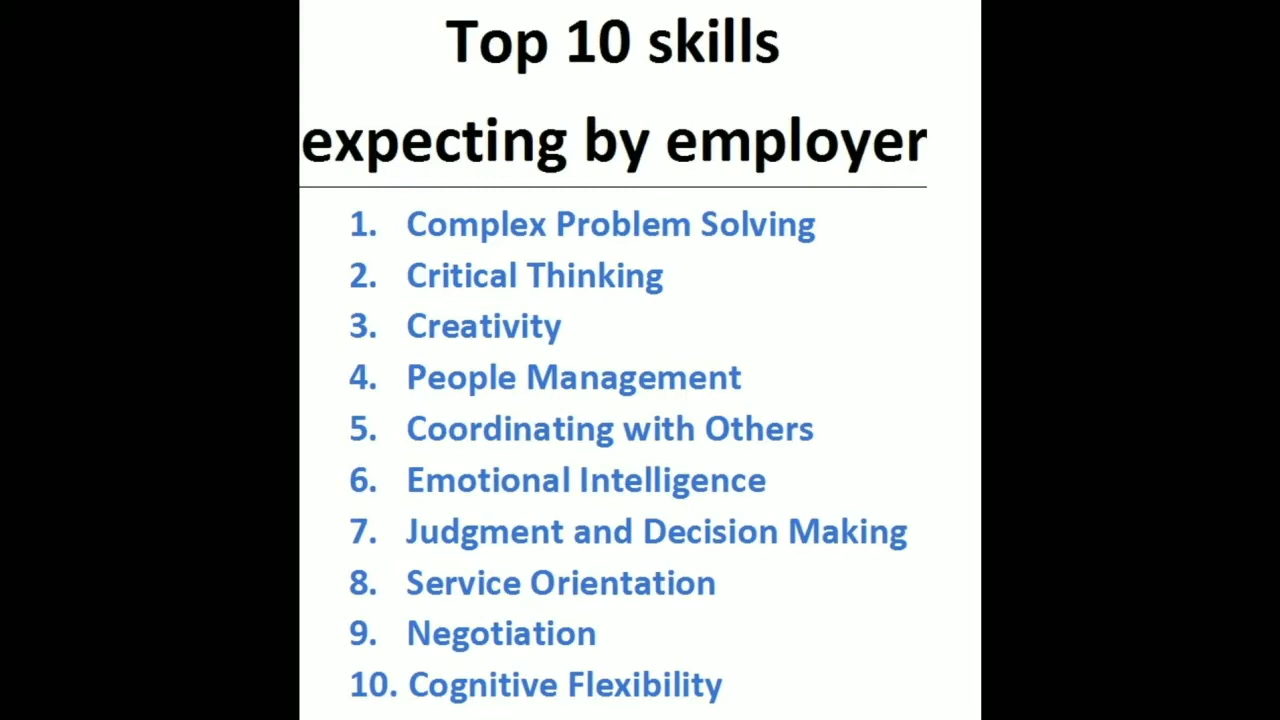 Top 10 skills
expecting by employer
1. Complex Problem Solving
2. Critical Thinking
3. Creativity
4. People Management
5. Coordinating with Others
6. Emotional Intelligence
7. Judgment and Decision Making
8. Service Orientation
9. Negotiation
10. Cognitive Flexibility